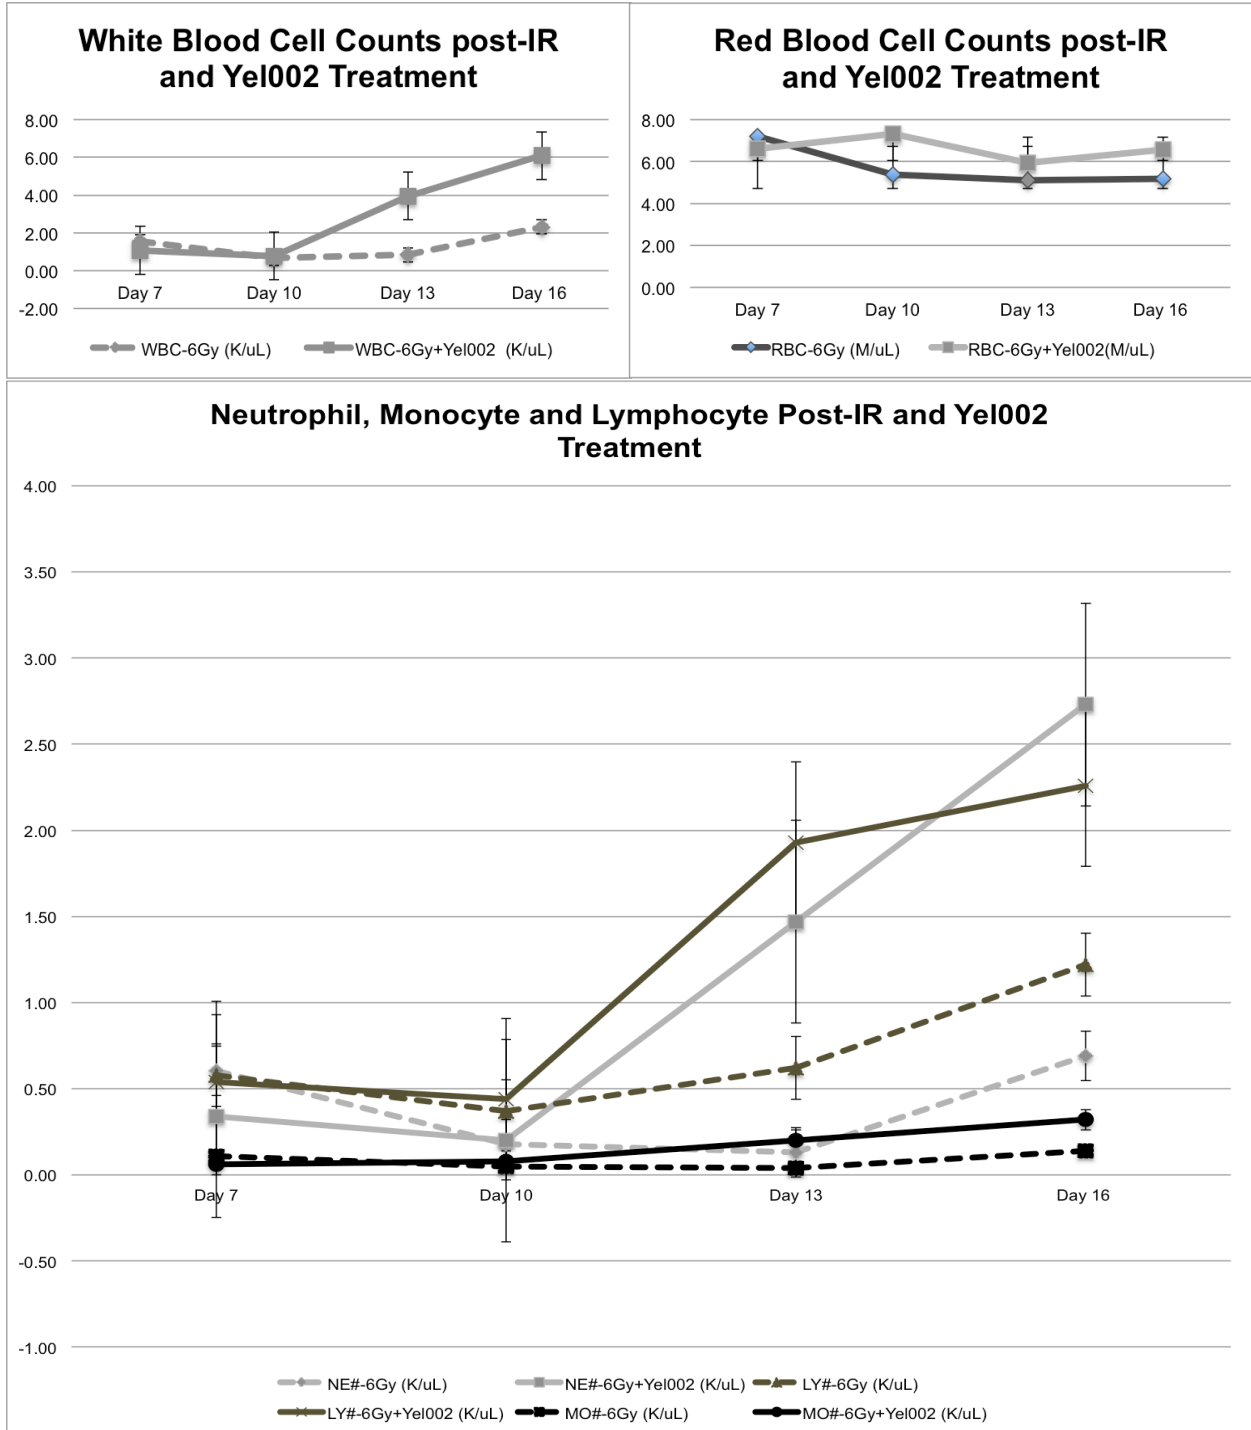 White Blood Cell Counts post-IR
and Yel002 Treatment
8.00
6.00
4.00
2.00
0.00
-2.00
Day 7 Day 10 Day 13 Day 16
WBC-6Gy (K/uL) WBC-6Gy+Yel002 (K/uL)
Red Blood Cell Counts post-IR
and Yel002 Treatment
8.00
6.00
4.00
2.00
0.00
Day 7 Day 10 Day 13 Day 16
RBC-6Gy (M/uL) RBC-6Gy+Yel002(M/uL)
Neutrophil, Monocyte and Lymphocyte Post-IR and Yel002
Treatment
4.00
3.50
3.00
2.50
2.00
1.50
1.00
0.50
0.00
Day 7 Day 10 Day 13 Day 16
-0.50
-1.00
NE#-6Gy (K/uL) NE#-6Gy+Yel002 (K/uL) LY#-6Gy (K/uL)
LY#-6Gy+Yel002 (K/uL) MO#-6Gy (K/uL) MO#-6Gy+Yel002 (K/uL)